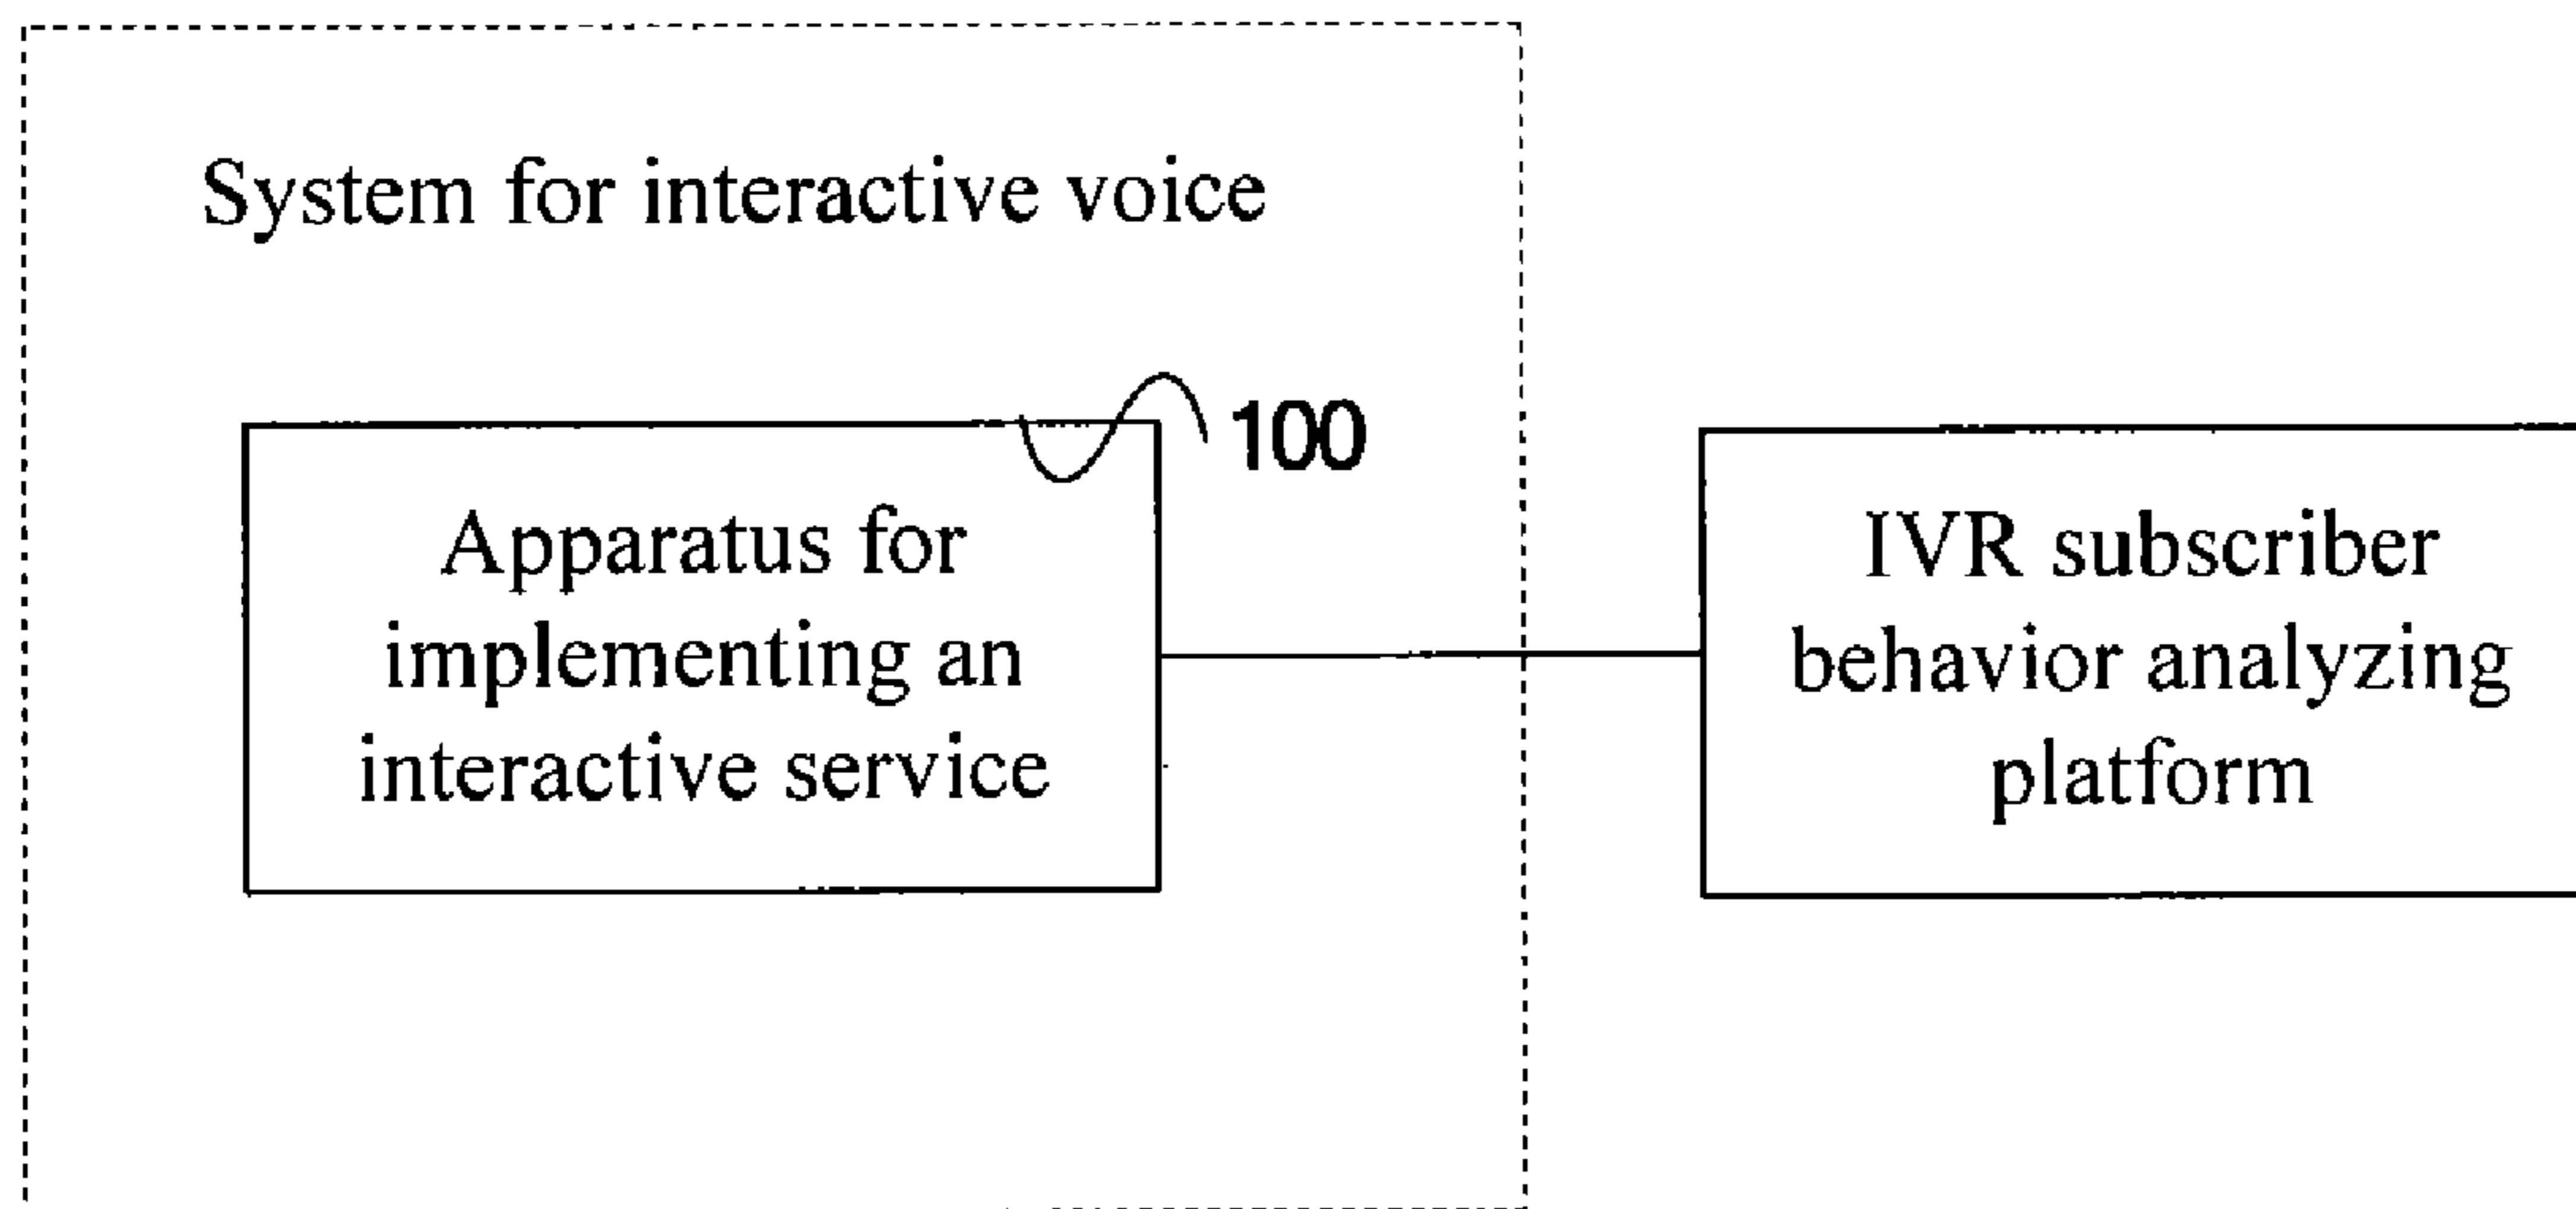 System for interactive voice
100
Apparatus for
implementing an
interactive service
IVR subscriber
behavior analyzing
platform